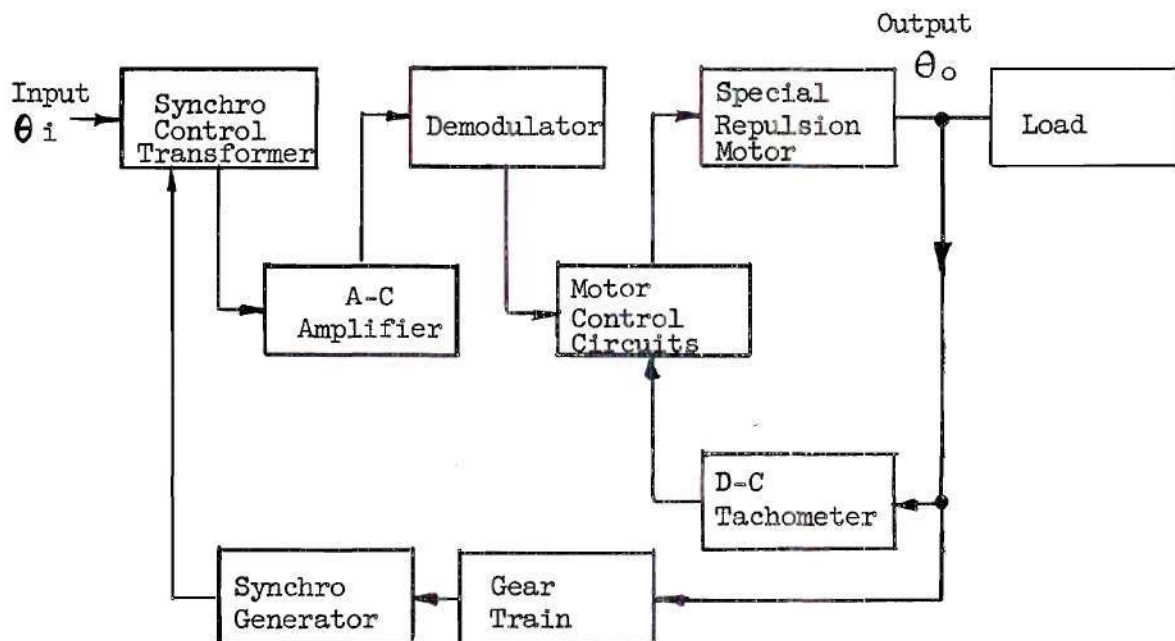 Input
θi
Synchro
Control
Transformer
A-C
Amplifier
Demodulator
Motor
Control
Circuits
Special
Repulsion
Motor
Output
θo
Load
D-C
Tachometer
Gear
Train
Synchro
Generator